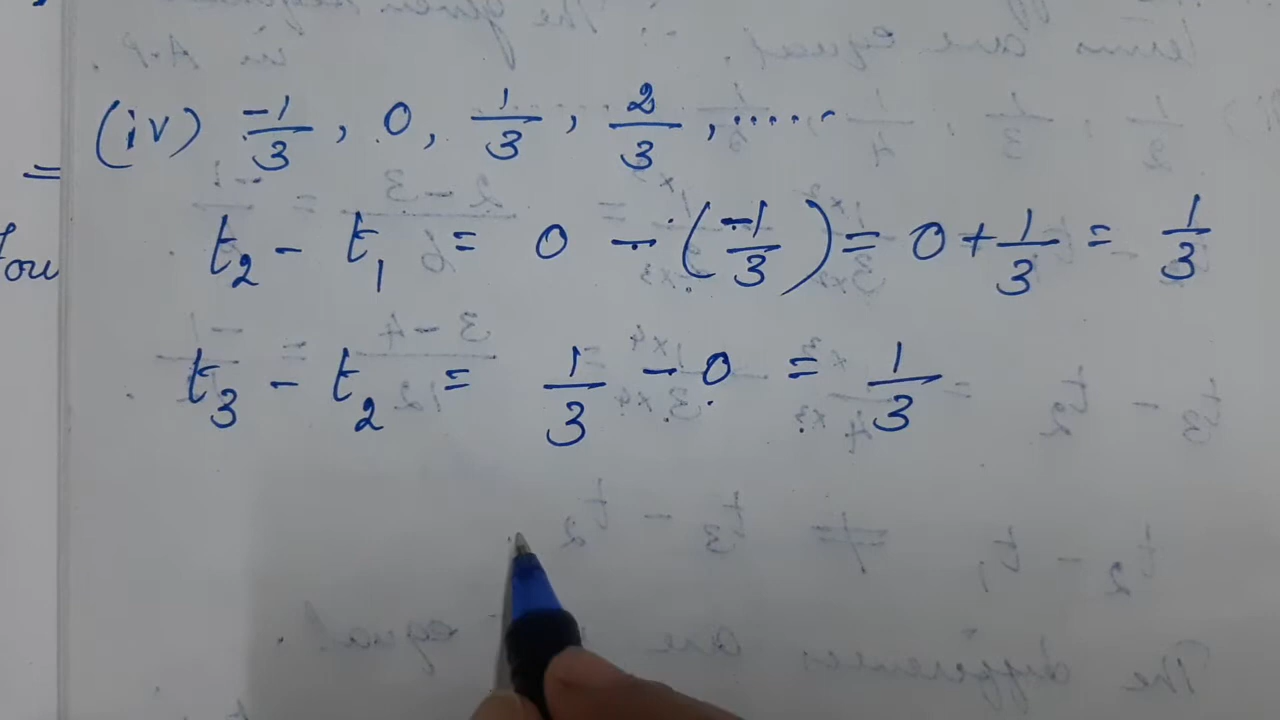 (iv) -1/3, 0, 1/3, 2/3, ......
=
t₂ - t₁ = 0 - (-1/3) = 0 + 1/3 = 1/3
t₃ - t₂ = 1/3 - 0 = 1/3